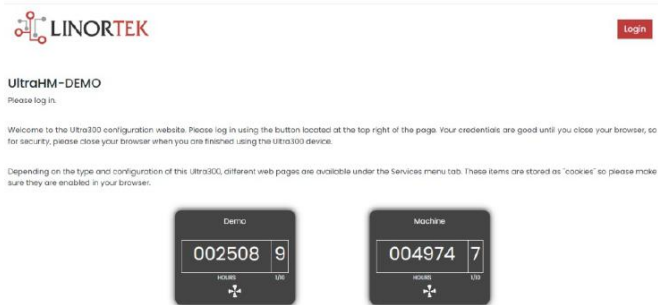 LINORTEK
Login
UltraHM-DEMO
Please log in.
Welcome to the Ultra300 configuration website. Please log in using the button located at the top right of the page. Your credentials are good until you close your browser, so
for security, please close your browser when you are finished using the Ultra300 device.
Depending on the type and configuration of this Ultra300, different web pages are available under the Services menu tab. These items are stored as "cookies" so please make
sure they are enabled in your browser.
Demo
002508 9
HOURS 1/10
Machine
004974 7
HOURS 1/10